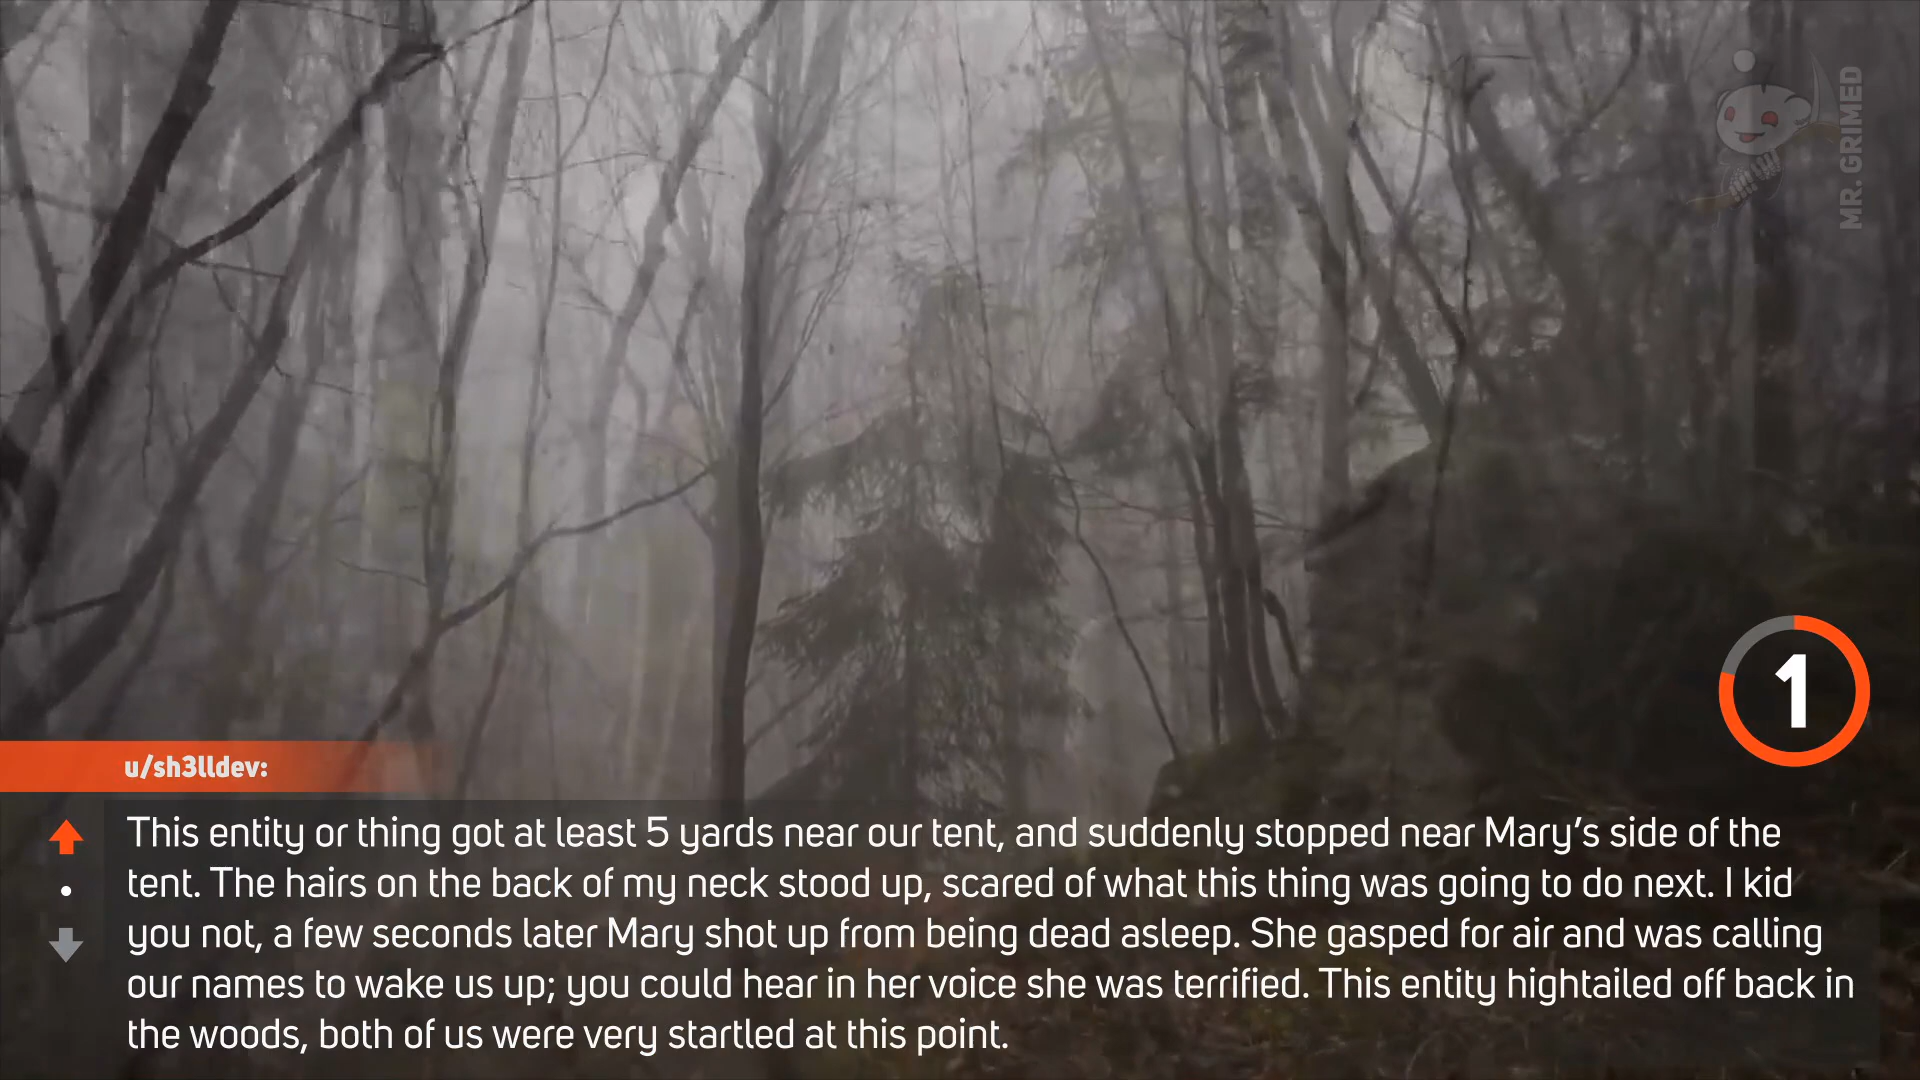 MR. GRIMED
1
u/sh3lldev:
This entity or thing got at least 5 yards near our tent, and suddenly stopped near Mary's side of the
tent. The hairs on the back of my neck stood up, scared of what this thing was going to do next. I kid
you not, a few seconds later Mary shot up from being dead asleep. She gasped for air and was calling
our names to wake us up; you could hear in her voice she was terrified. This entity hightailed off back in
the woods, both of us were very startled at this point.